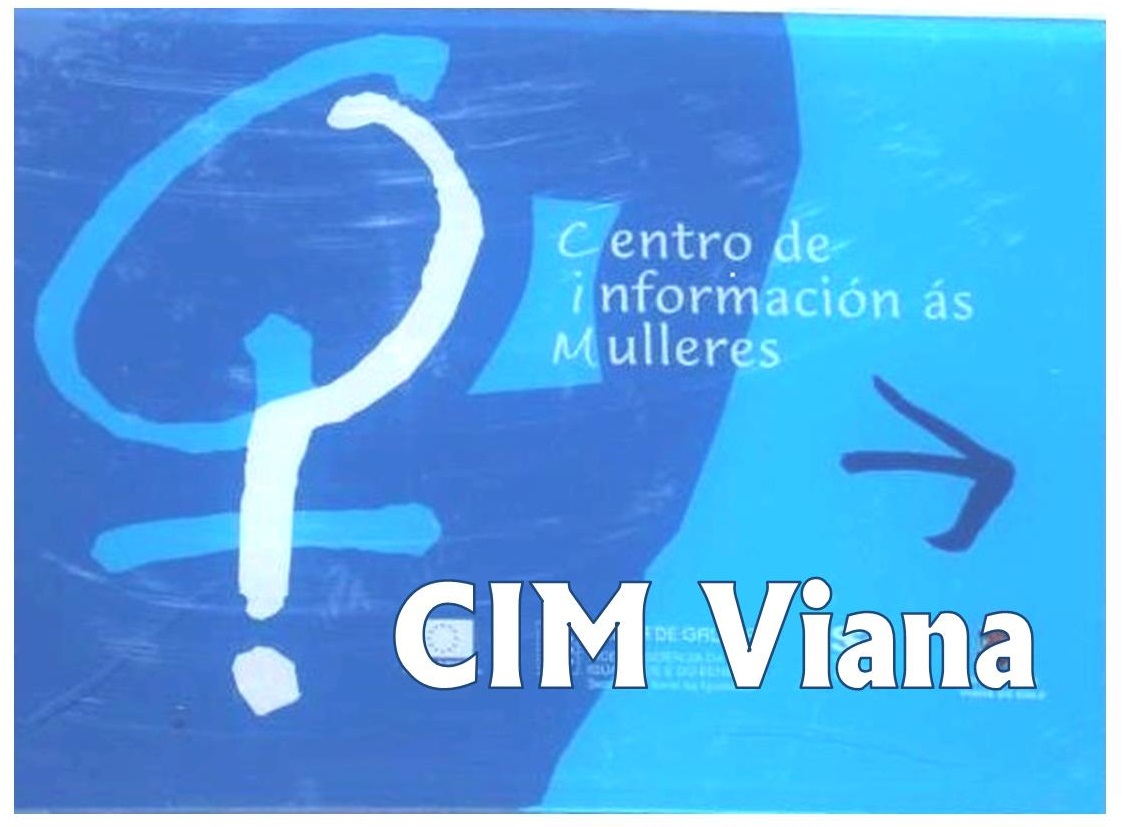 Centro de
información ás
Mulleres
CIM Viana